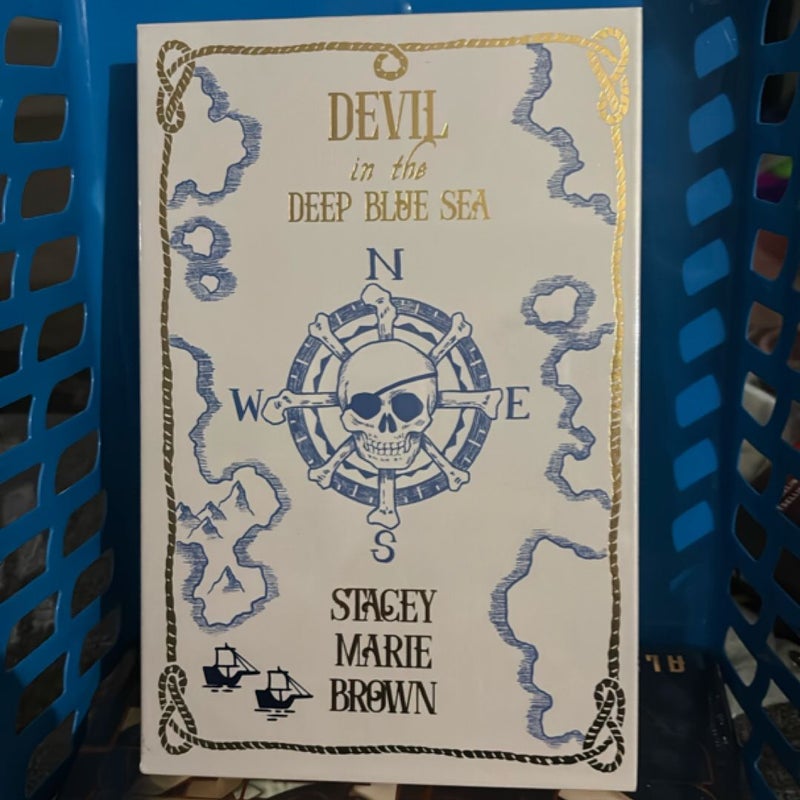 DEVIL
in the
DEEP BLUE SEA
N
W E
S
STACEY
MARIE
BROWN